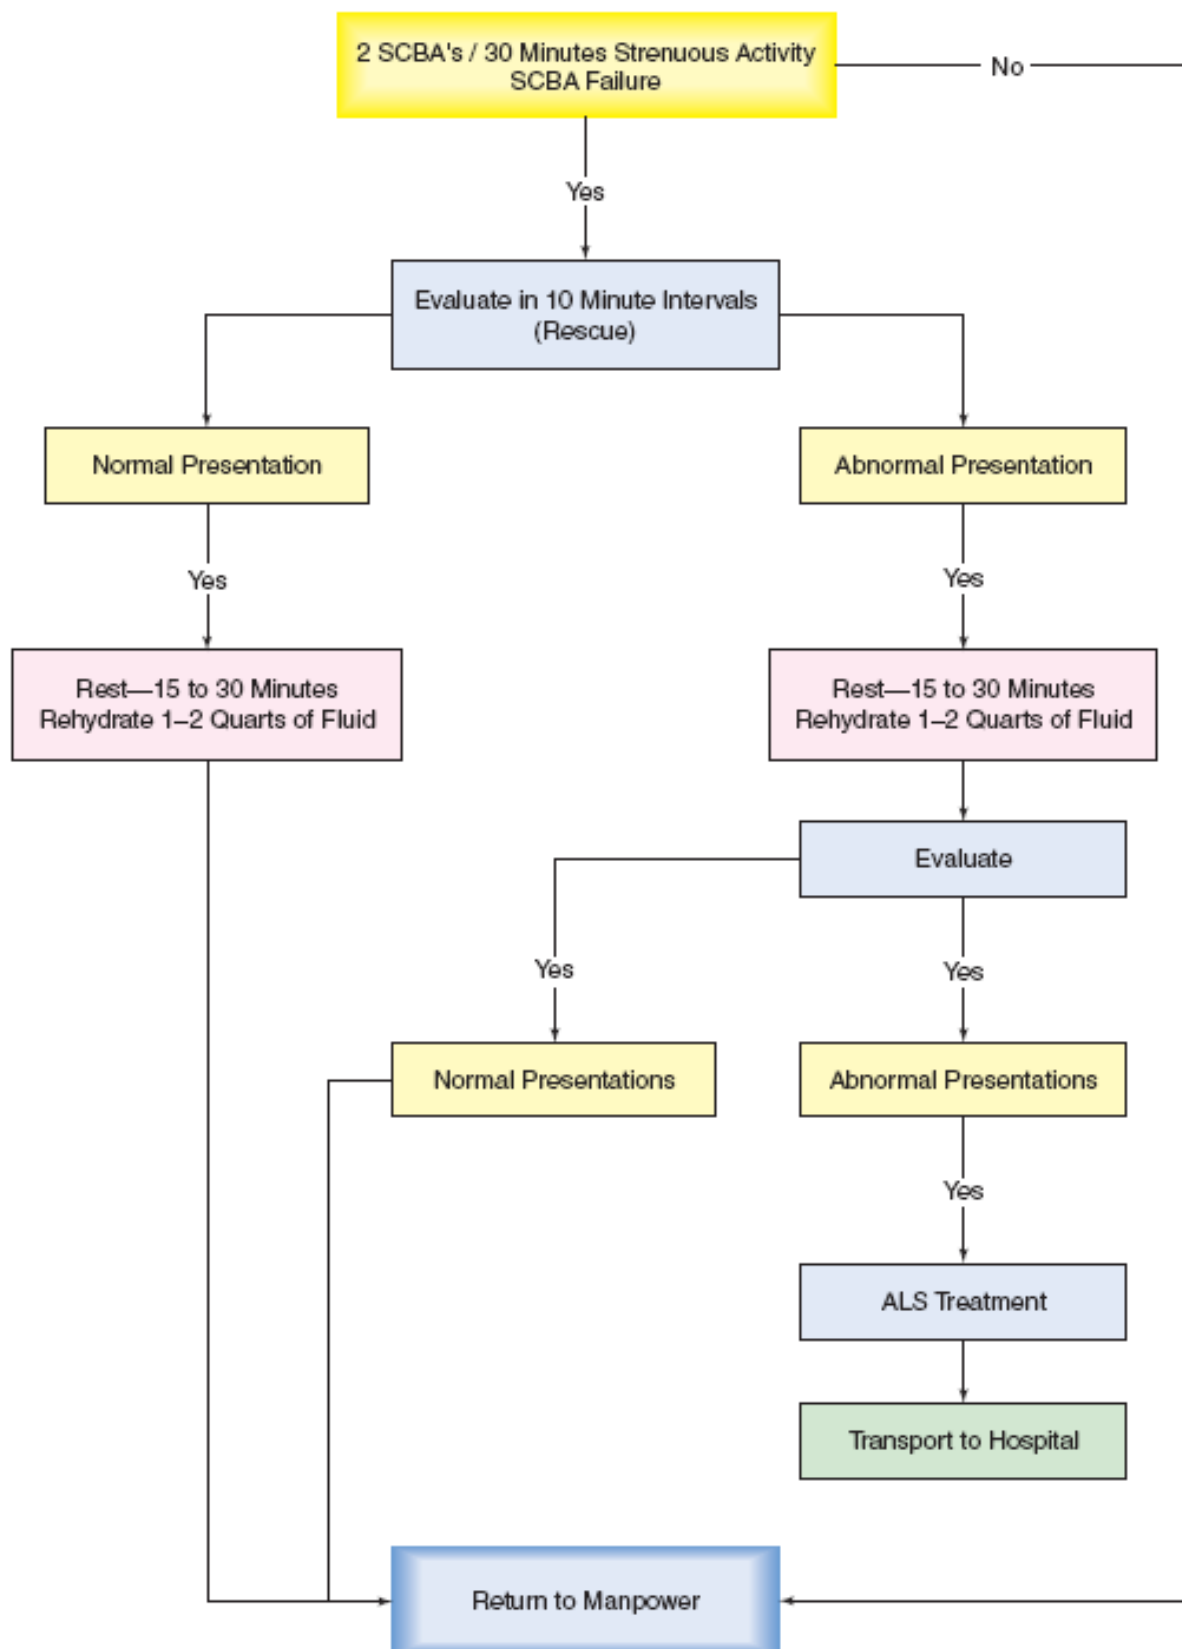 2 SCBA's / 30 Minutes Strenuous Activity
SCBA Failure
No
Yes
Evaluate in 10 Minute Intervals
(Rescue)
Normal Presentation
Abnormal Presentation
Yes
Yes
Rest—15 to 30 Minutes
Rehydrate 1–2 Quarts of Fluid
Rest—15 to 30 Minutes
Rehydrate 1–2 Quarts of Fluid
Evaluate
Yes
Yes
Normal Presentations
Abnormal Presentations
Yes
ALS Treatment
Transport to Hospital
Return to Manpower